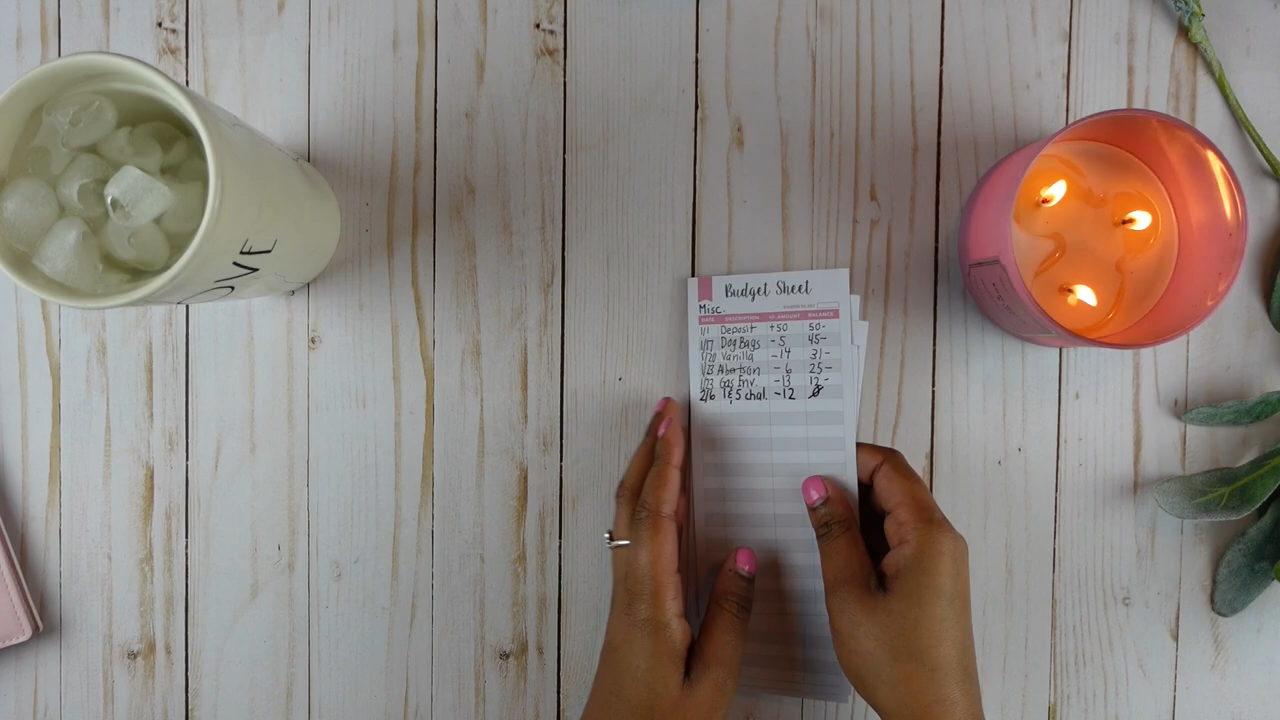 OVE
Budget Sheet
Misc.
DATE DESCRIPTION +/- AMOUNT BALANCE
1/1 Deposit +50 50-
1/17 Dog Bags -5 45-
1/20 Vanilla -14 31-
1/23 Albertson -6 25-
1/23 Gas Env. -13 12-
2/6 1&5 chal. -12 0